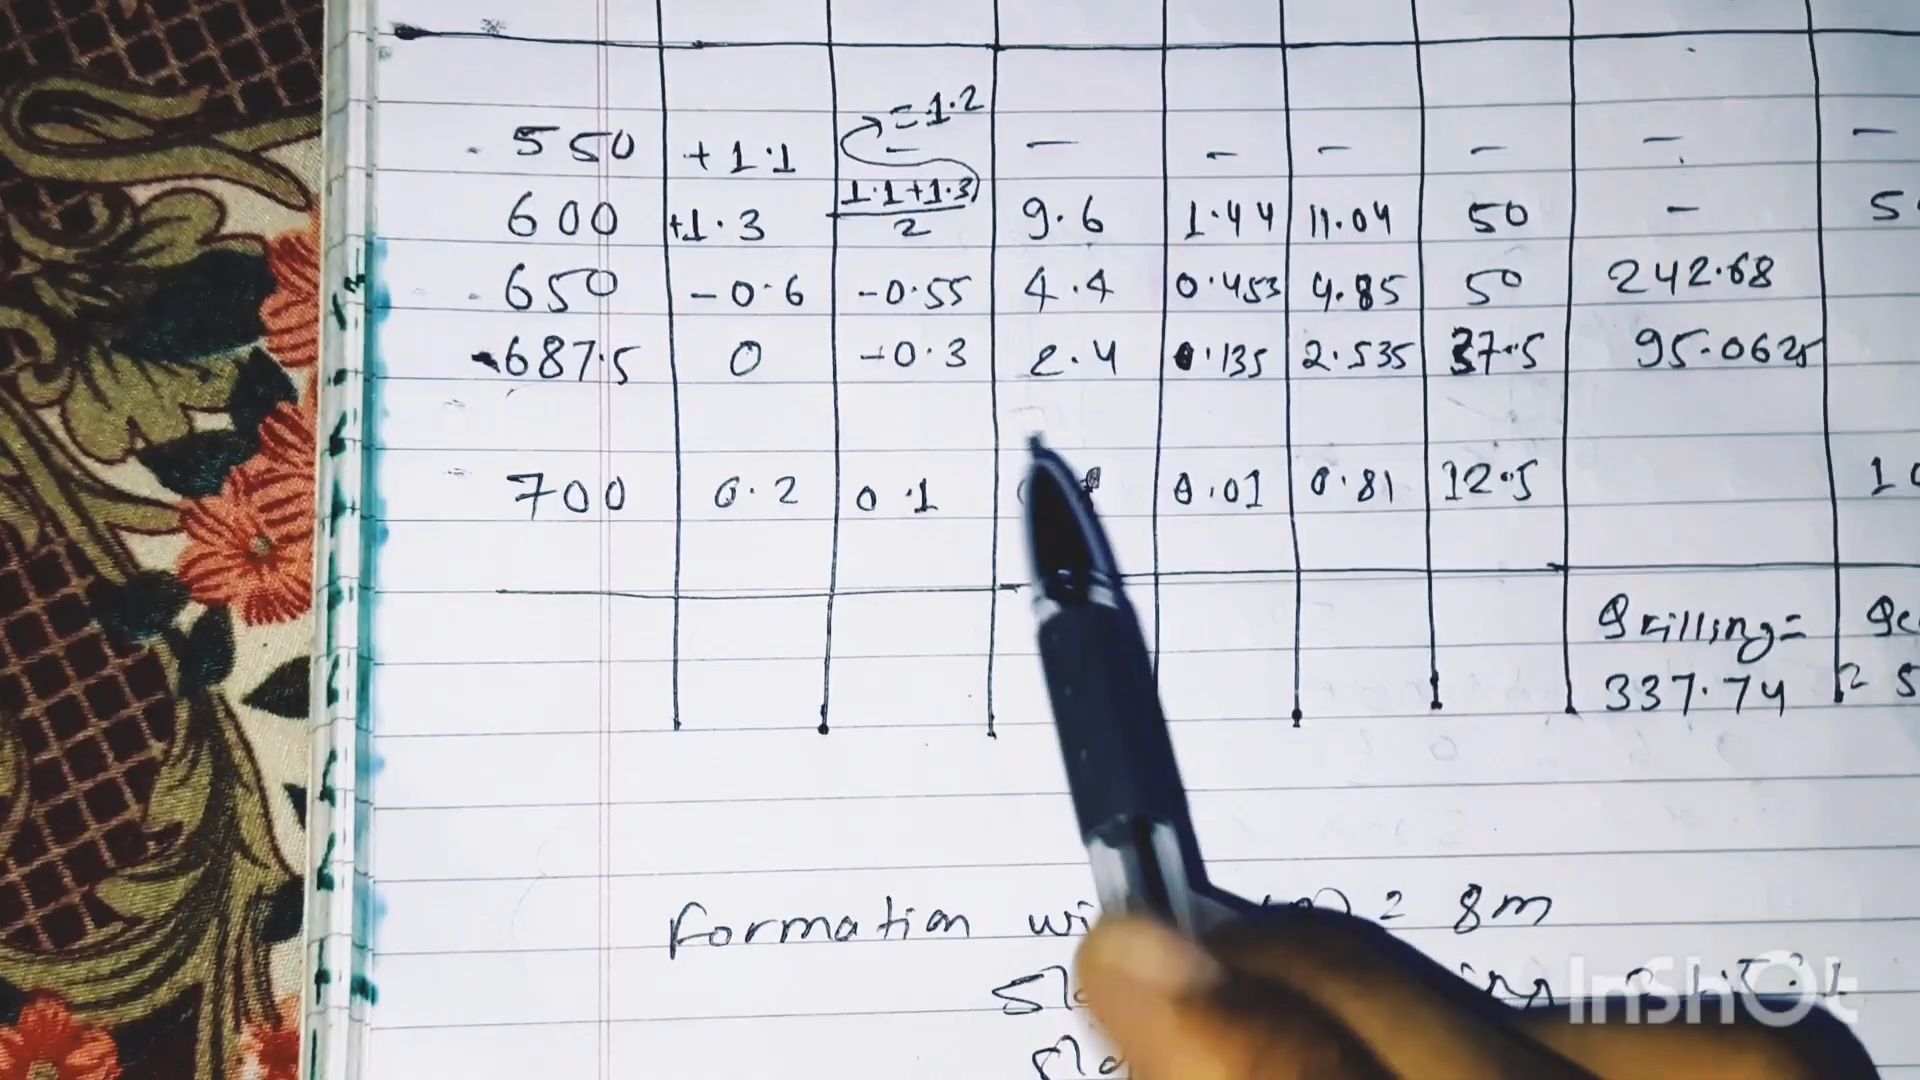 = 1.2
550 +1.1 - - - - - - -
600 +1.3 1.1+1.3 / 2 9.6 1.44 11.04 50 -
650 -0.6 -0.55 4.4 0.453 4.85 50 242.68
687.5 0 -0.3 2.4 0.135 2.535 37.5 95.0625
700 0.2 0.1 0.01 0.81 12.5
337.74
Formation = 8m
InShOt